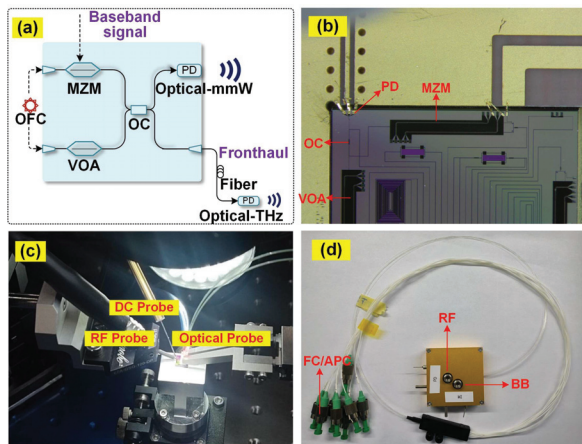 (a)
Baseband
signal
PD
MZM
Optical-mmW
OFC
OC
Fronthaul
VOA
Fiber
PD
Optical-THz
(b)
PD
MZM
OC
VOA
(c)
DC Probe
RF Probe
Optical Probe
(d)
RF
FC/APC
BB